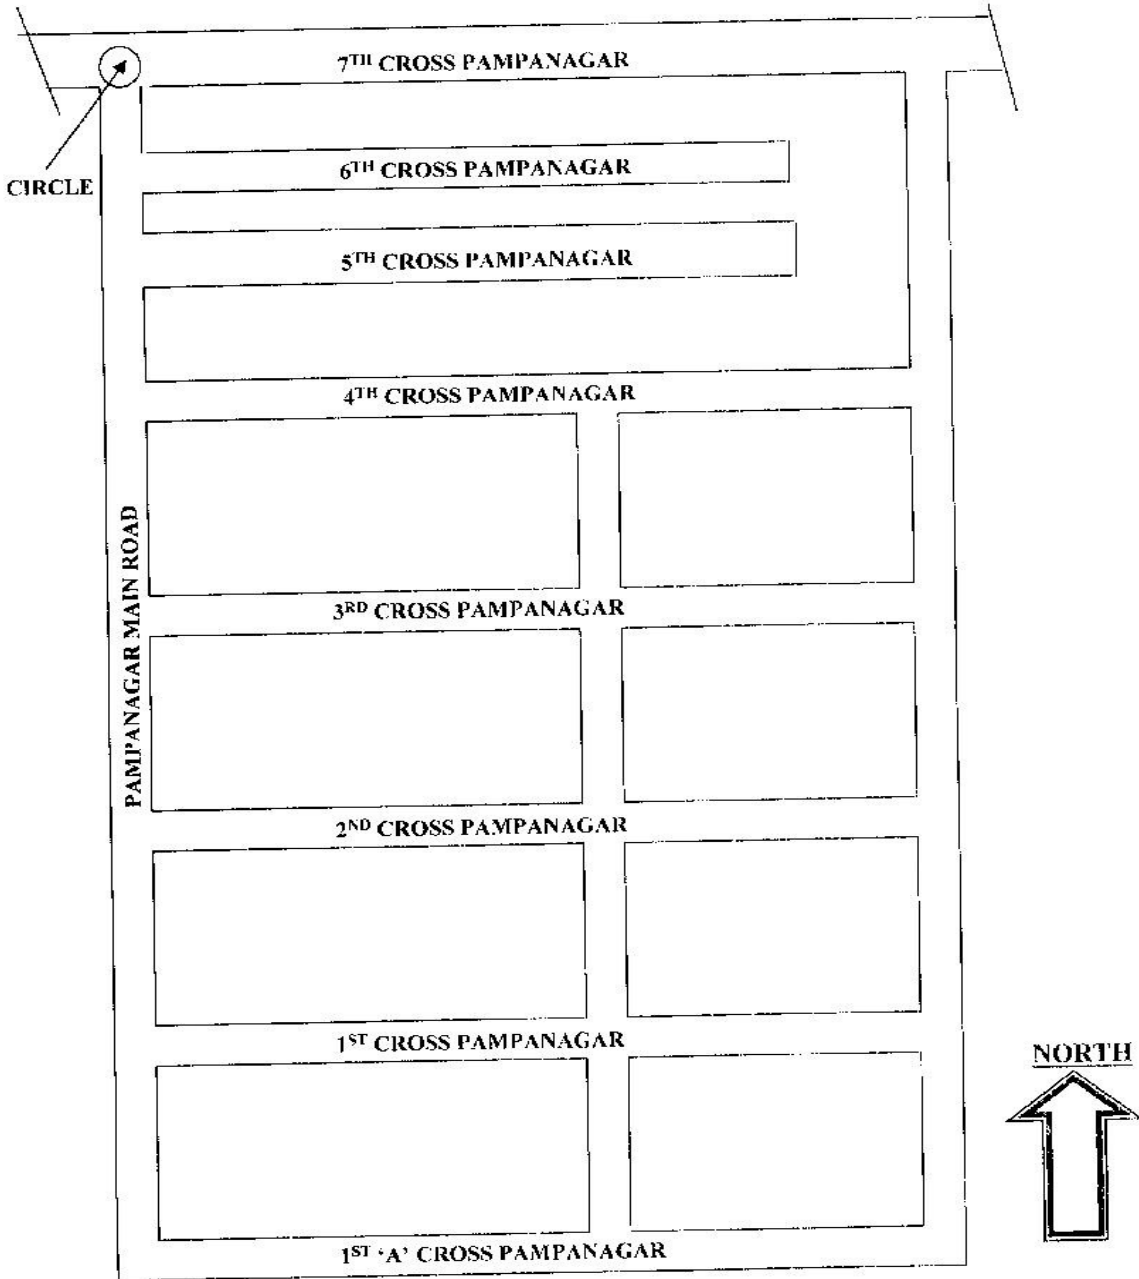 7TH CROSS PAMPANAGAR
6TH CROSS PAMPANAGAR
CIRCLE
5TH CROSS PAMPANAGAR
4TH CROSS PAMPANAGAR
PAMPANAGAR MAIN ROAD
3RD CROSS PAMPANAGAR
2ND CROSS PAMPANAGAR
1ST CROSS PAMPANAGAR
NORTH
1ST ‘A’ CROSS PAMPANAGAR